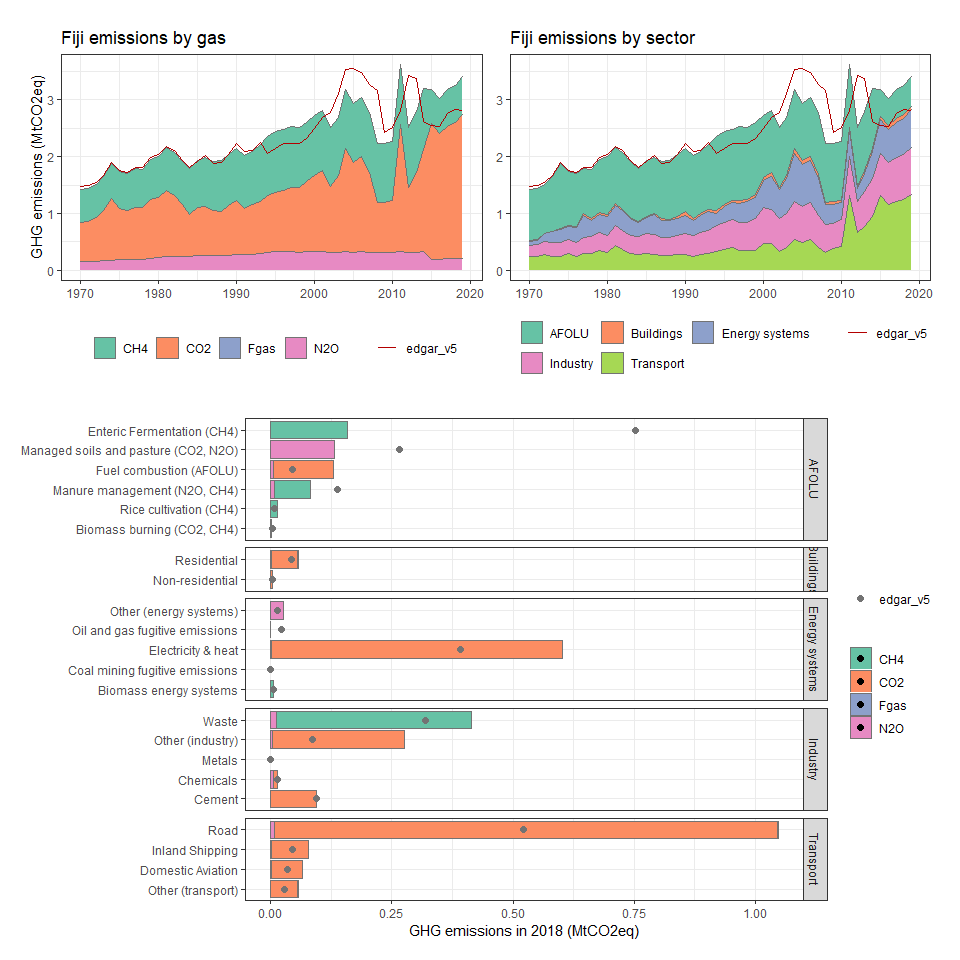 Fiji emissions by gas
Fiji emissions by sector
GHG emissions (MtCO2eq)
3
2
1
0
1970
1980
1990
2000
2010
2020
3
2
1
0
1970
1980
1990
2000
2010
2020
CH4
CO2
Fgas
N2O
edgar_v5
AFOLU
Buildings
Energy systems
Industry
Transport
edgar_v5
Enteric Fermentation (CH4)
Managed soils and pasture (CO2, N2O)
Fuel combustion (AFOLU)
Manure management (N2O, CH4)
Rice cultivation (CH4)
Biomass burning (CO2, CH4)
AFOLU
Residential
Non-residential
Buildings
Other (energy systems)
Oil and gas fugitive emissions
Electricity & heat
Coal mining fugitive emissions
Biomass energy systems
Energy systems
Waste
Other (industry)
Metals
Chemicals
Cement
Industry
Road
Inland Shipping
Domestic Aviation
Other (transport)
Transport
0.00
0.25
0.50
0.75
1.00
GHG emissions in 2018 (MtCO2eq)
edgar_v5
CH4
CO2
Fgas
N2O